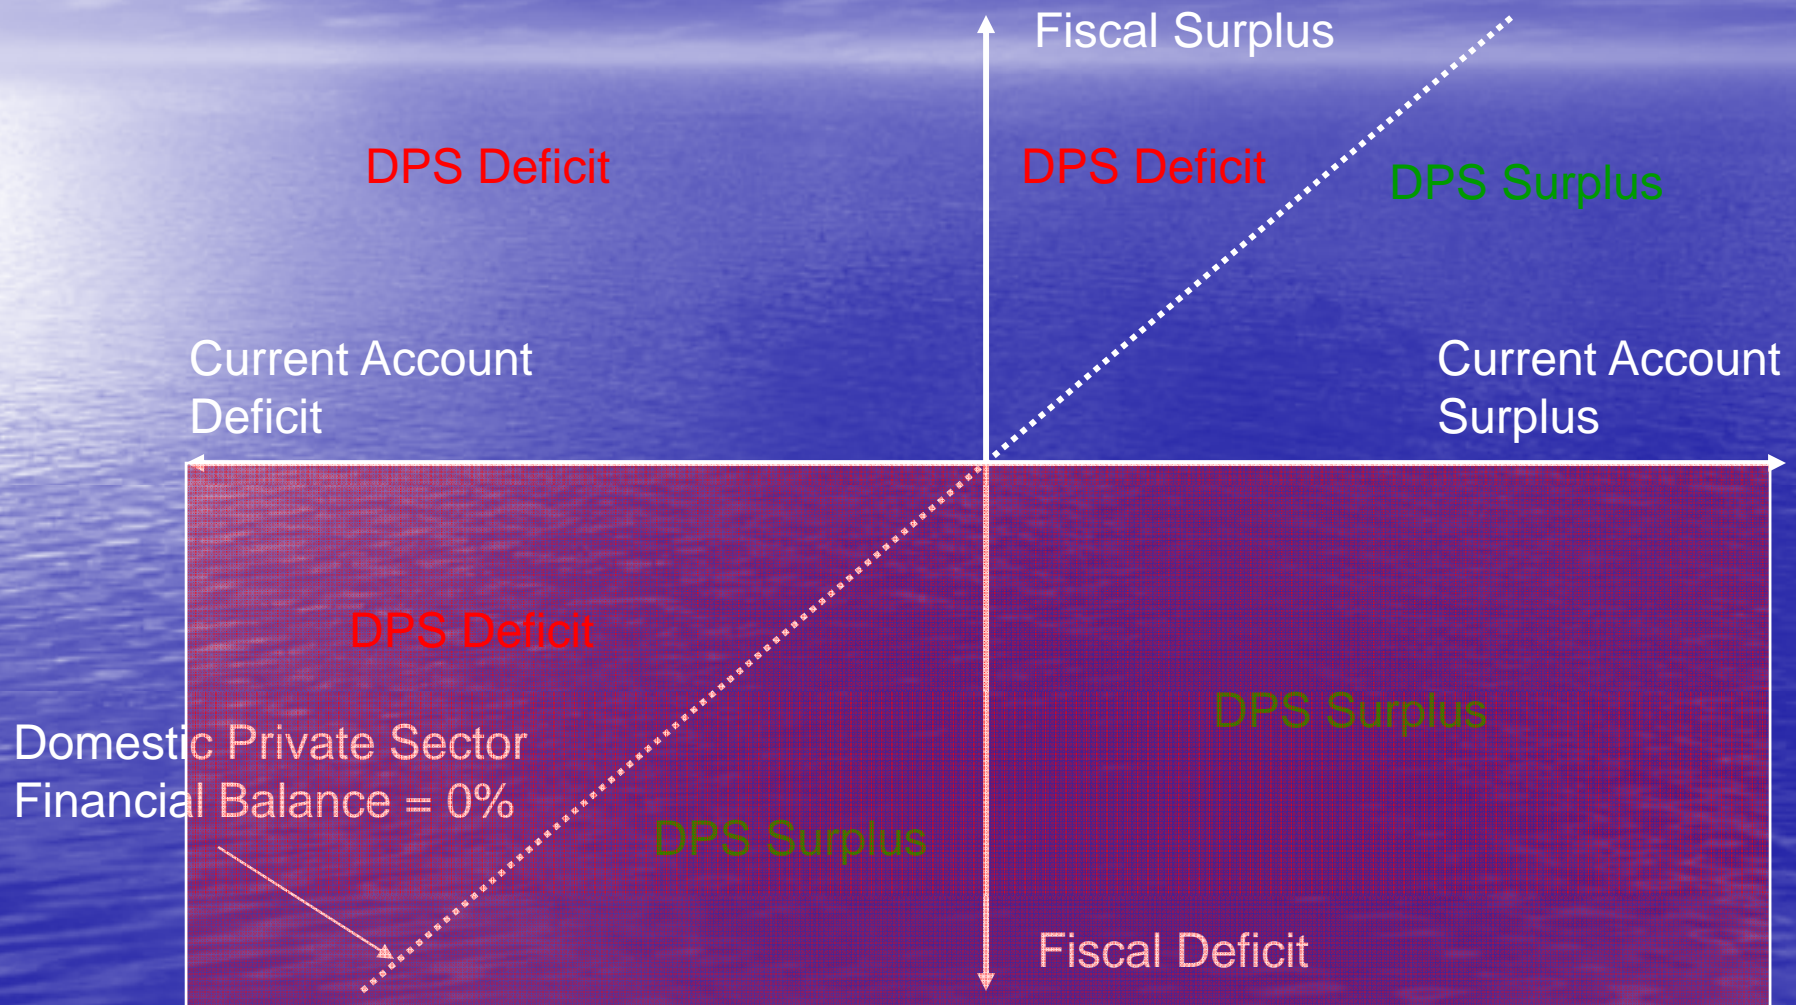 Fiscal Surplus
DPS Deficit
DPS Deficit
DPS Surplus
Current Account
Deficit
Current Account
Surplus
DPS Deficit
DPS Surplus
Domestic Private Sector
Financial Balance = 0%
DPS Surplus
Fiscal Deficit